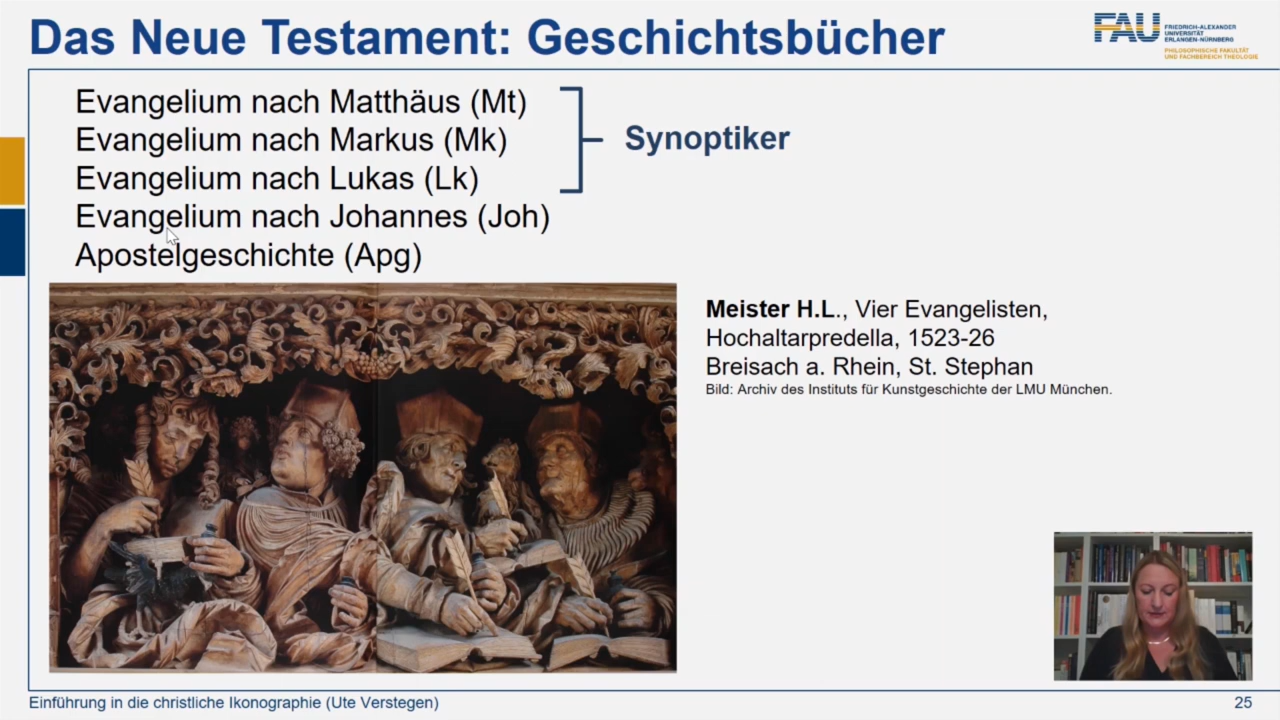 Das Neue Testament: Geschichtsbücher
FAU
FRIEDRICH-ALEXANDER
UNIVERSITÄT
ERLANGEN-NÜRNBERG
PHILOSOPHISCHE FAKULTÄT
UND FACHBEREICH THEOLOGIE
Evangelium nach Matthäus (Mt)
Evangelium nach Markus (Mk)
Evangelium nach Lukas (Lk)
Evangelium nach Johannes (Joh)
Apostelgeschichte (Apg)
Synoptiker
Meister H.L., Vier Evangelisten,
Hochaltarpredella, 1523-26
Breisach a. Rhein, St. Stephan
Bild: Archiv des Instituts für Kunstgeschichte der LMU München.
Einführung in die christliche Ikonographie (Ute Verstegen)
25